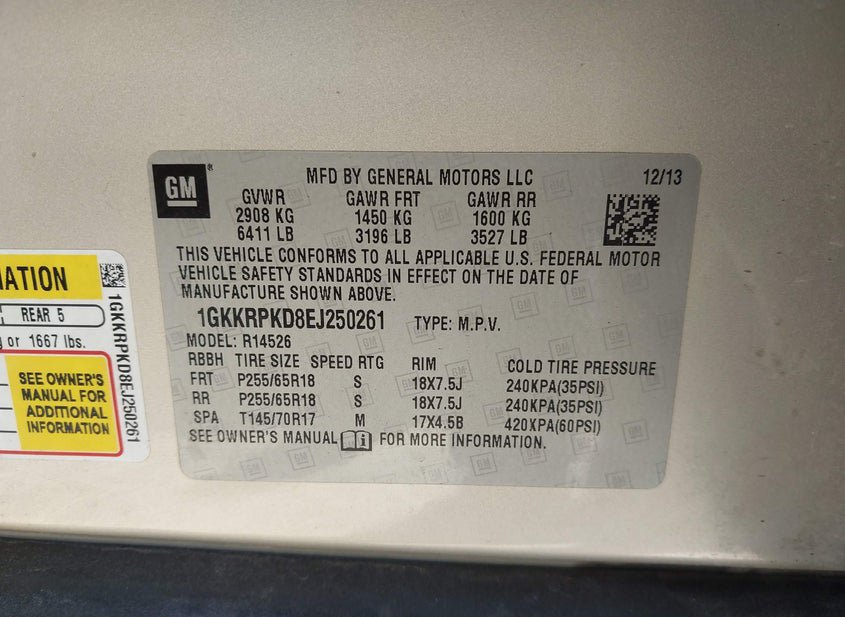 GM
MFD BY GENERAL MOTORS LLC 12/13
GVWR GAWR FRT GAWR RR
2908 KG 1450 KG 1600 KG
6411 LB 3196 LB 3527 LB
THIS VEHICLE CONFORMS TO ALL APPLICABLE U.S. FEDERAL MOTOR
VEHICLE SAFETY STANDARDS IN EFFECT ON THE DATE OF
MANUFACTURE SHOWN ABOVE.
1GKKRPKD8EJ250261 TYPE: M.P.V.
MODEL: R14526
RBBH TIRE SIZE SPEED RTG RIM COLD TIRE PRESSURE
FRT P255/65R18 S 18X7.5J 240KPA(35PSI)
RR P255/65R18 S 18X7.5J 240KPA(35PSI)
SPA T145/70R17 M 17X4.5B 420KPA(60PSI)
SEE OWNER'S MANUAL i FOR MORE INFORMATION.
MATION
REAR 5
or 1667 lbs.
SEE OWNER'S
MANUAL FOR
ADDITIONAL
INFORMATION
1GKKRPKD8EJ250261